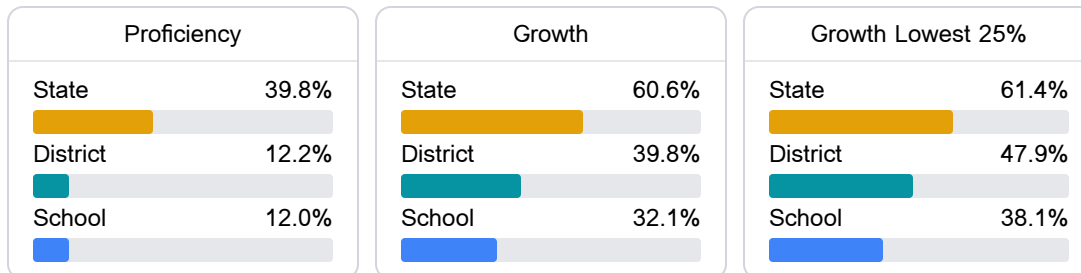 Proficiency
State 39.8%
District 12.2%
School 12.0%
Growth
State 60.6%
District 39.8%
School 32.1%
Growth Lowest 25%
State 61.4%
District 47.9%
School 38.1%